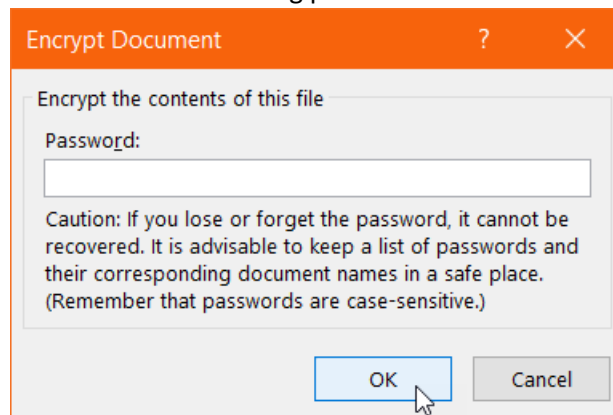 Encrypt Document ? ×
Encrypt the contents of this file
Password:
Caution: If you lose or forget the password, it cannot be
recovered. It is advisable to keep a list of passwords and
their corresponding document names in a safe place.
(Remember that passwords are case-sensitive.)
OK Cancel